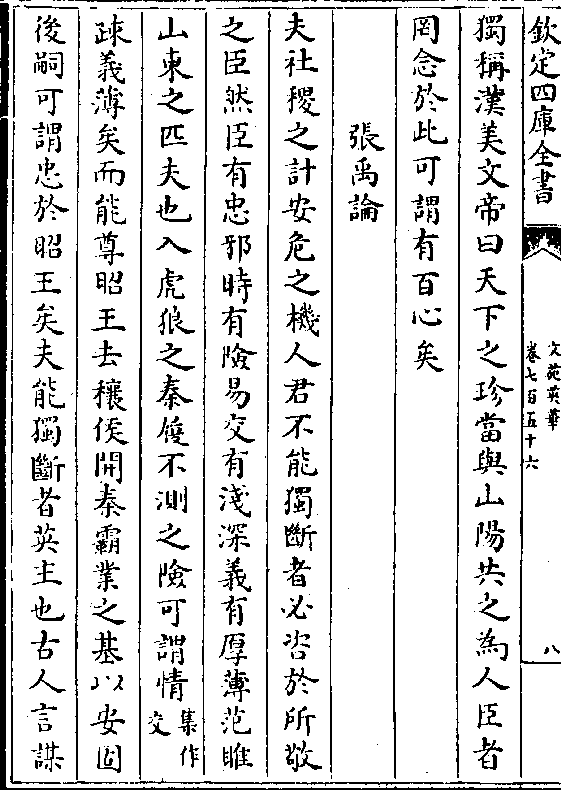 欽定四庫全書
文苑英華
卷七百五十六
八
獨稱漢美文帝曰天下之珍當與山陽共之為人臣者
罔念於此可謂有百心矣
張禹論
夫社稷之計安危之機人君不能獨斷者必咨於所敬
之臣然臣有忠邪時有險易交有淺深義有厚薄范睢
山東之匹夫也入虎狼之秦履不測之險可謂情集作交
疎義薄矣而能尊昭王去穰侯開秦霸業之基以安固
後嗣可謂忠於昭王矣夫能獨斷者英主也古人言謀